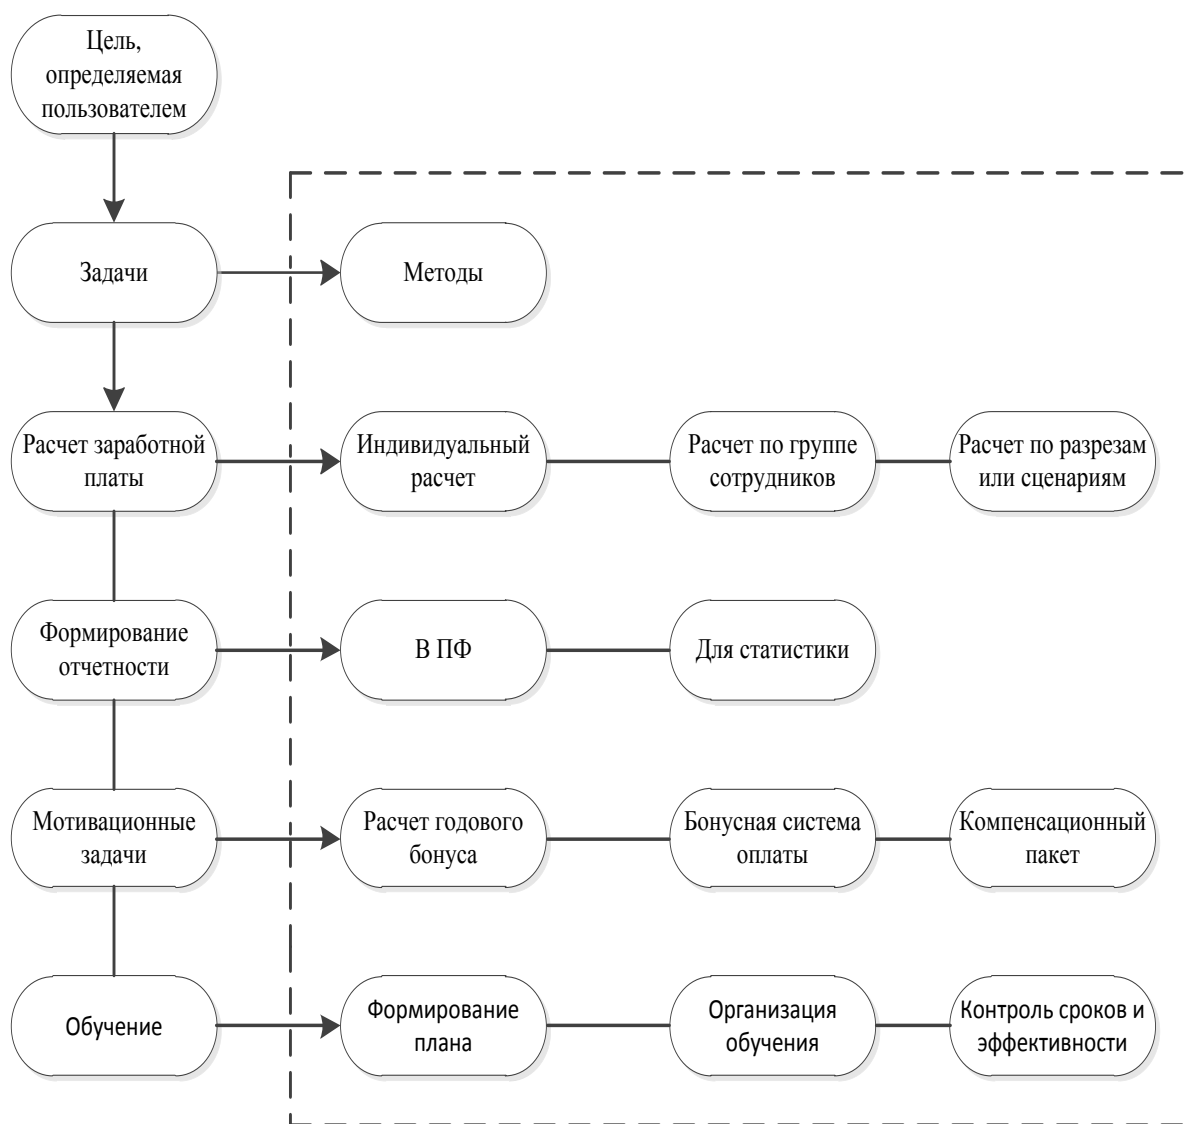 Цель,
определяемая
пользователем
Задачи
Методы
Расчет заработной
платы
Индивидуальный
расчет
Расчет по группе
сотрудников
Расчет по разрезам
или сценариям
Формирование
отчетности
В ПФ
Для статистики
Мотивационные
задачи
Расчет годового
бонуса
Бонусная система
оплаты
Компенсационный
пакет
Обучение
Формирование
плана
Организация
обучения
Контроль сроков и
эффективности